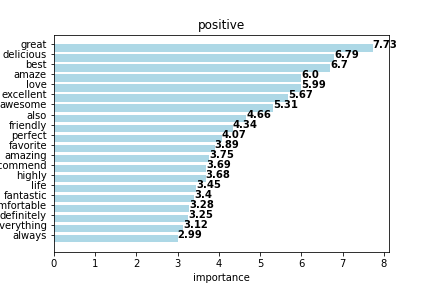 positive
great 7.73
delicious 6.79
best 6.7
amaze 6.0
love 5.99
excellent 5.67
awesome 5.31
also 4.66
friendly 4.34
perfect 4.07
favorite 3.89
amazing 3.75
commend 3.69
highly 3.68
life 3.45
fantastic 3.4
mfortable 3.28
definitely 3.25
verything 3.12
always 2.99
0 1 2 3 4 5 6 7 8
importance